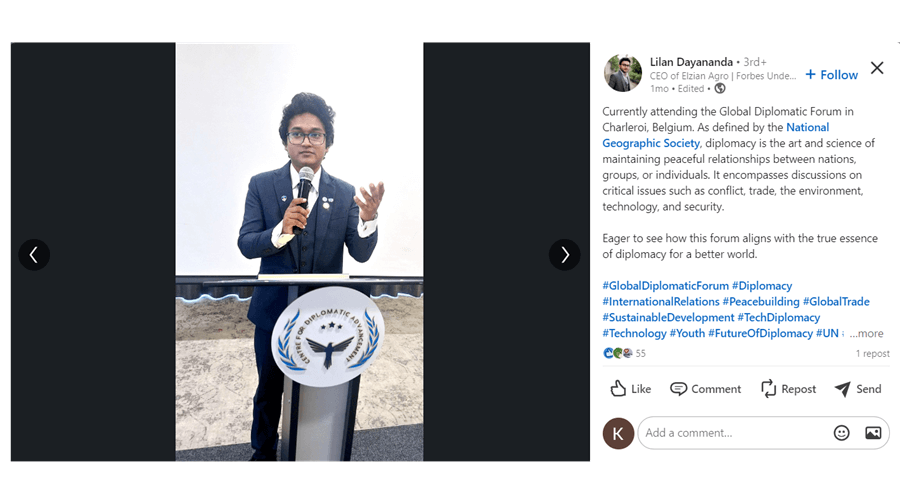 CENTRE FOR DIPLOMATIC ADVANCEMENT
Lilan Dayananda • 3rd+
CEO of Elzian Agro | Forbes Unde...
1mo • Edited •
+ Follow
Currently attending the Global Diplomatic Forum in
Charleroi, Belgium. As defined by the National
Geographic Society, diplomacy is the art and science of
maintaining peaceful relationships between nations,
groups, or individuals. It encompasses discussions on
critical issues such as conflict, trade, the environment,
technology, and security.
Eager to see how this forum aligns with the true essence
of diplomacy for a better world.
#GlobalDiplomaticForum #Diplomacy
#InternationalRelations #Peacebuilding #GlobalTrade
#SustainableDevelopment #TechDiplomacy
#Technology #Youth #FutureOfDiplomacy #UN ...more
55
1 repost
Like
Comment
Repost
Send
K
Add a comment...